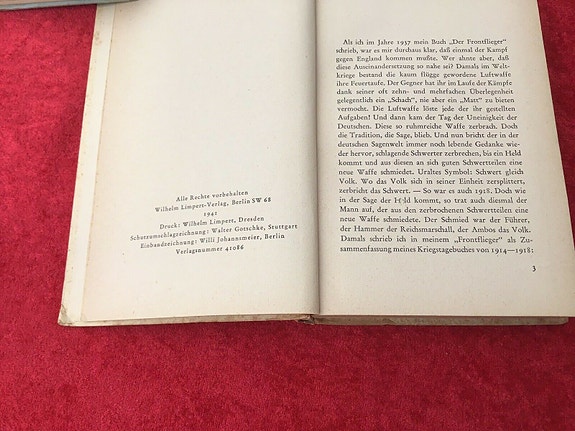 Alle Rechte vorbehalten
Wilhelm Limpert-Verlag, Berlin SW 68
1941
Druck: Wilhelm Limpert, Dresden
Schutzumschlagzeichnung: Walter Gotschke, Stuttgart
Einbandzeichnung: Willi Johannsmeier, Berlin
Verlagsnummer 41086
Als ich im Jahre 1937 mein Buch „Der Frontflieger“
schrieb, war es mir durchaus klar, daß einmal der Kampf
gegen England kommen mußte. Wer ahnte aber, daß
diese Auseinandersetzung so nahe sei? Damals im Welt-
kriege bestand die kaum flügge gewordene Luftwaffe
ihre Feuertaufe. Der Gegner hat ihr im Laufe der Kämpfe
dank seiner oft zehn- und mehrfachen Überlegenheit
gelegentlich ein „Schach“, nie aber ein „Matt“ zu bieten
vermocht. Die Luftwaffe löste jede der ihr gestellten
Aufgaben! Und dann kam der Tag der Uneinigkeit der
Deutschen. Diese so ruhmreiche Waffe zerbrach. Doch
die Tradition, die Sage, blieb. Und nun bricht der in der
deutschen Sagenwelt immer noch lebende Gedanke wie-
der hervor, schlagende Schwerter zerbrechen, bis ein Held
kommt und aus diesen an sich guten Schwertteilen eine
neue Waffe schmiedet. Uraltes Symbol: Schwert gleich
Volk. Wo das Volk sich in seiner Einheit zersplittert,
zerbricht das Schwert. — So war es auch 1918. Doch wie
in der Sage der Held kommt, so trat auch diesmal der
Mann auf, der aus den zerbrochenen Schwertteilen eine
neue Waffe schmiedete. Der Schmied war der Führer,
der Hammer der Reichsmarschall, der Ambos das Volk.
Damals schrieb ich in meinem „Frontflieger“ als Zu-
sammenfassung meines Kriegstagebuches von 1914—1918:
3